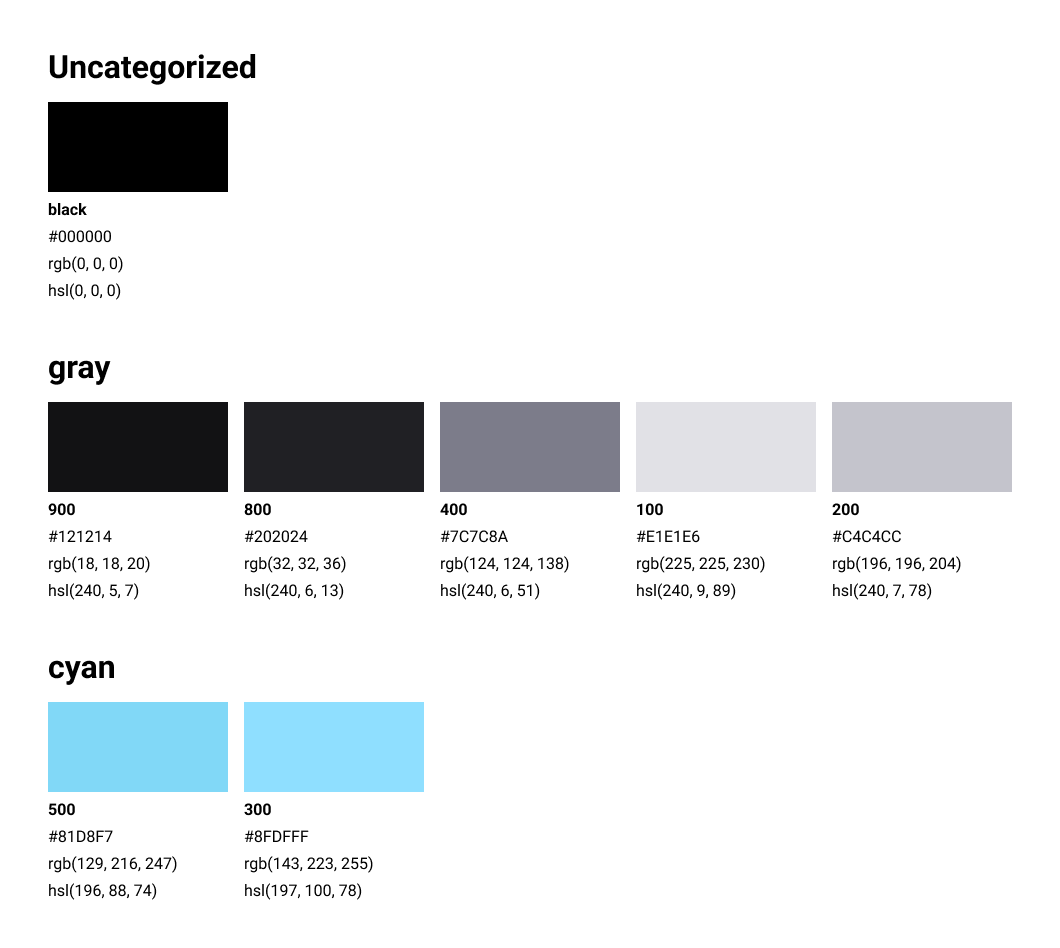 Uncategorized
black
#000000
rgb(0, 0, 0)
hsl(0, 0, 0)
gray
900
#121214
rgb(18, 18, 20)
hsl(240, 5, 7)
800
#202024
rgb(32, 32, 36)
hsl(240, 6, 13)
400
#7C7C8A
rgb(124, 124, 138)
hsl(240, 6, 51)
100
#E1E1E6
rgb(225, 225, 230)
hsl(240, 9, 89)
200
#C4C4CC
rgb(196, 196, 204)
hsl(240, 7, 78)
cyan
500
#81D8F7
rgb(129, 216, 247)
hsl(196, 88, 74)
300
#8FDFFF
rgb(143, 223, 255)
hsl(197, 100, 78)